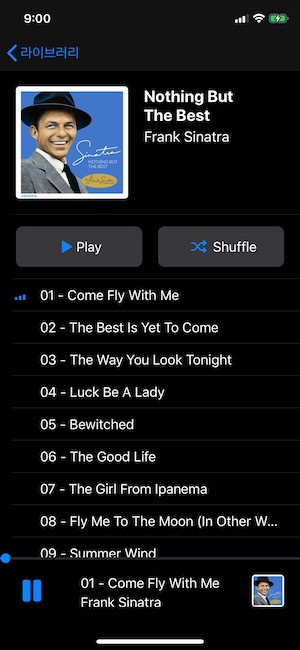 9:00
라이브러리
Nothing But
The Best
Frank Sinatra
Sinatra
NOTHING BUT
THE BEST
Play
Shuffle
01 - Come Fly With Me
02 - The Best Is Yet To Come
03 - The Way You Look Tonight
04 - Luck Be A Lady
05 - Bewitched
06 - The Good Life
07 - The Girl From Ipanema
08 - Fly Me To The Moon (In Other W...
09 - Summer Wind
01 - Come Fly With Me
Frank Sinatra